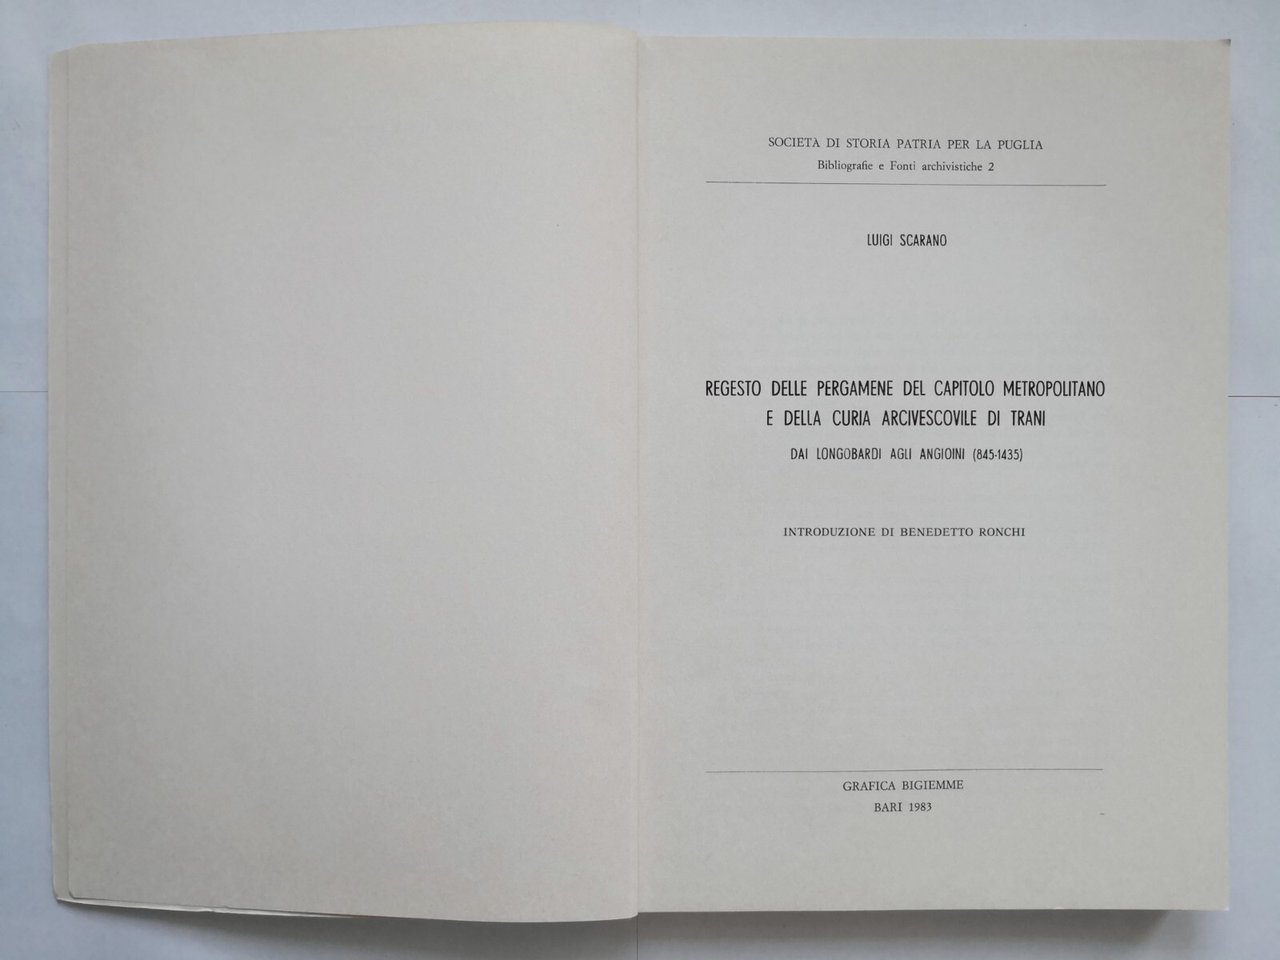 SOCIETÀ DI STORIA PATRIA PER LA PUGLIA
Bibliografie e Fonti archivistiche 2
LUIGI SCARANO
REGESTO DELLE PERGAMENE DEL CAPITOLO METROPOLITANO
E DELLA CURIA ARCIVESCOVILE DI TRANI
DAI LONGOBARDI AGLI ANGIOINI (845-1435)
INTRODUZIONE DI BENEDETTO RONCHI
GRAFICA BIGIEMME
BARI 1983